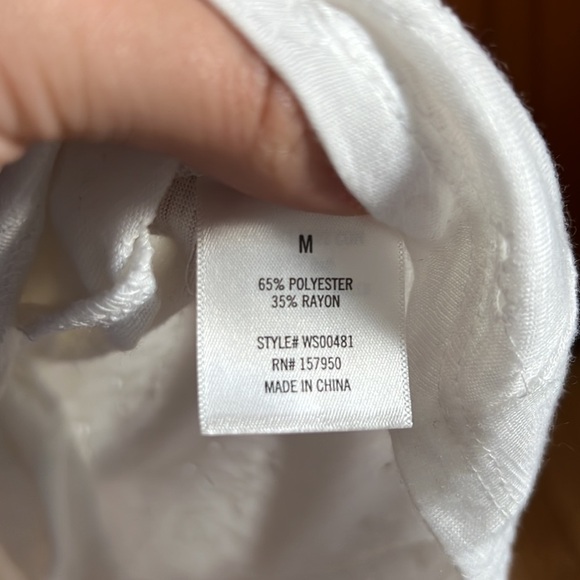 M
65% POLYESTER
35% RAYON
STYLE# WS00481
RN# 157950
MADE IN CHINA